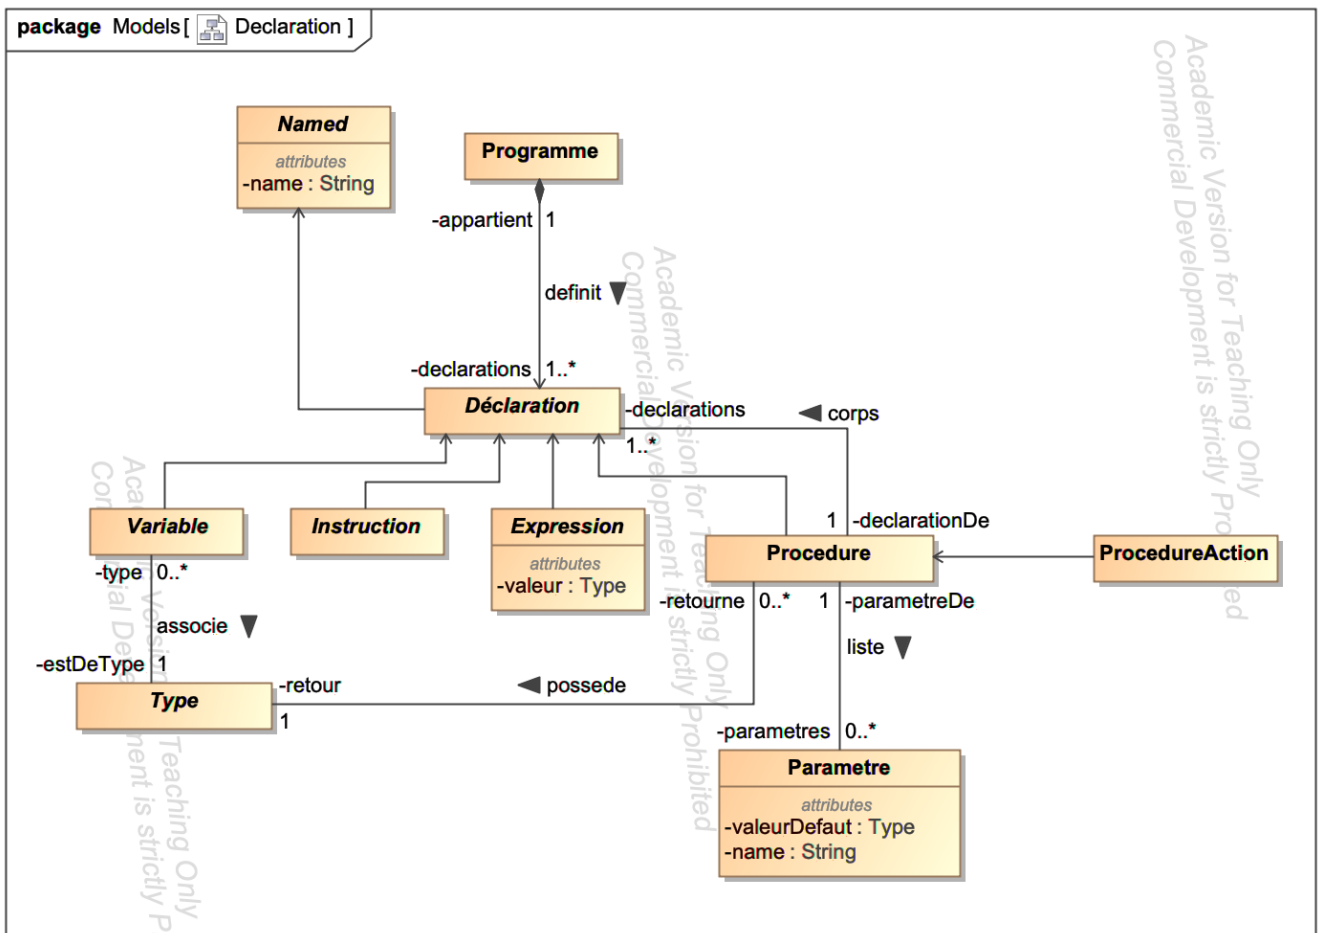 package Models[ Declaration ]
Named
attributes
-name : String
Programme
-appartient 1
definit
-declarations 1..*
Déclaration
-declarations
1..*
corps
Variable
Instruction
Expression
attributes
-valeur : Type
1 -declarationDe
Procedure
ProcedureAction
-type 0..*
associe
-estDeType 1
Type
-retour
1
possede
-retourne 0..*
1 -parametreDe
liste
-parametres 0..*
Parametre
attributes
-valeurDefaut : Type
-name : String
Academic Version for Teaching Only
Commercial Development is strictly Prohibited
Academic Version for Teaching Only
Commercial Development is strictly Prohibited